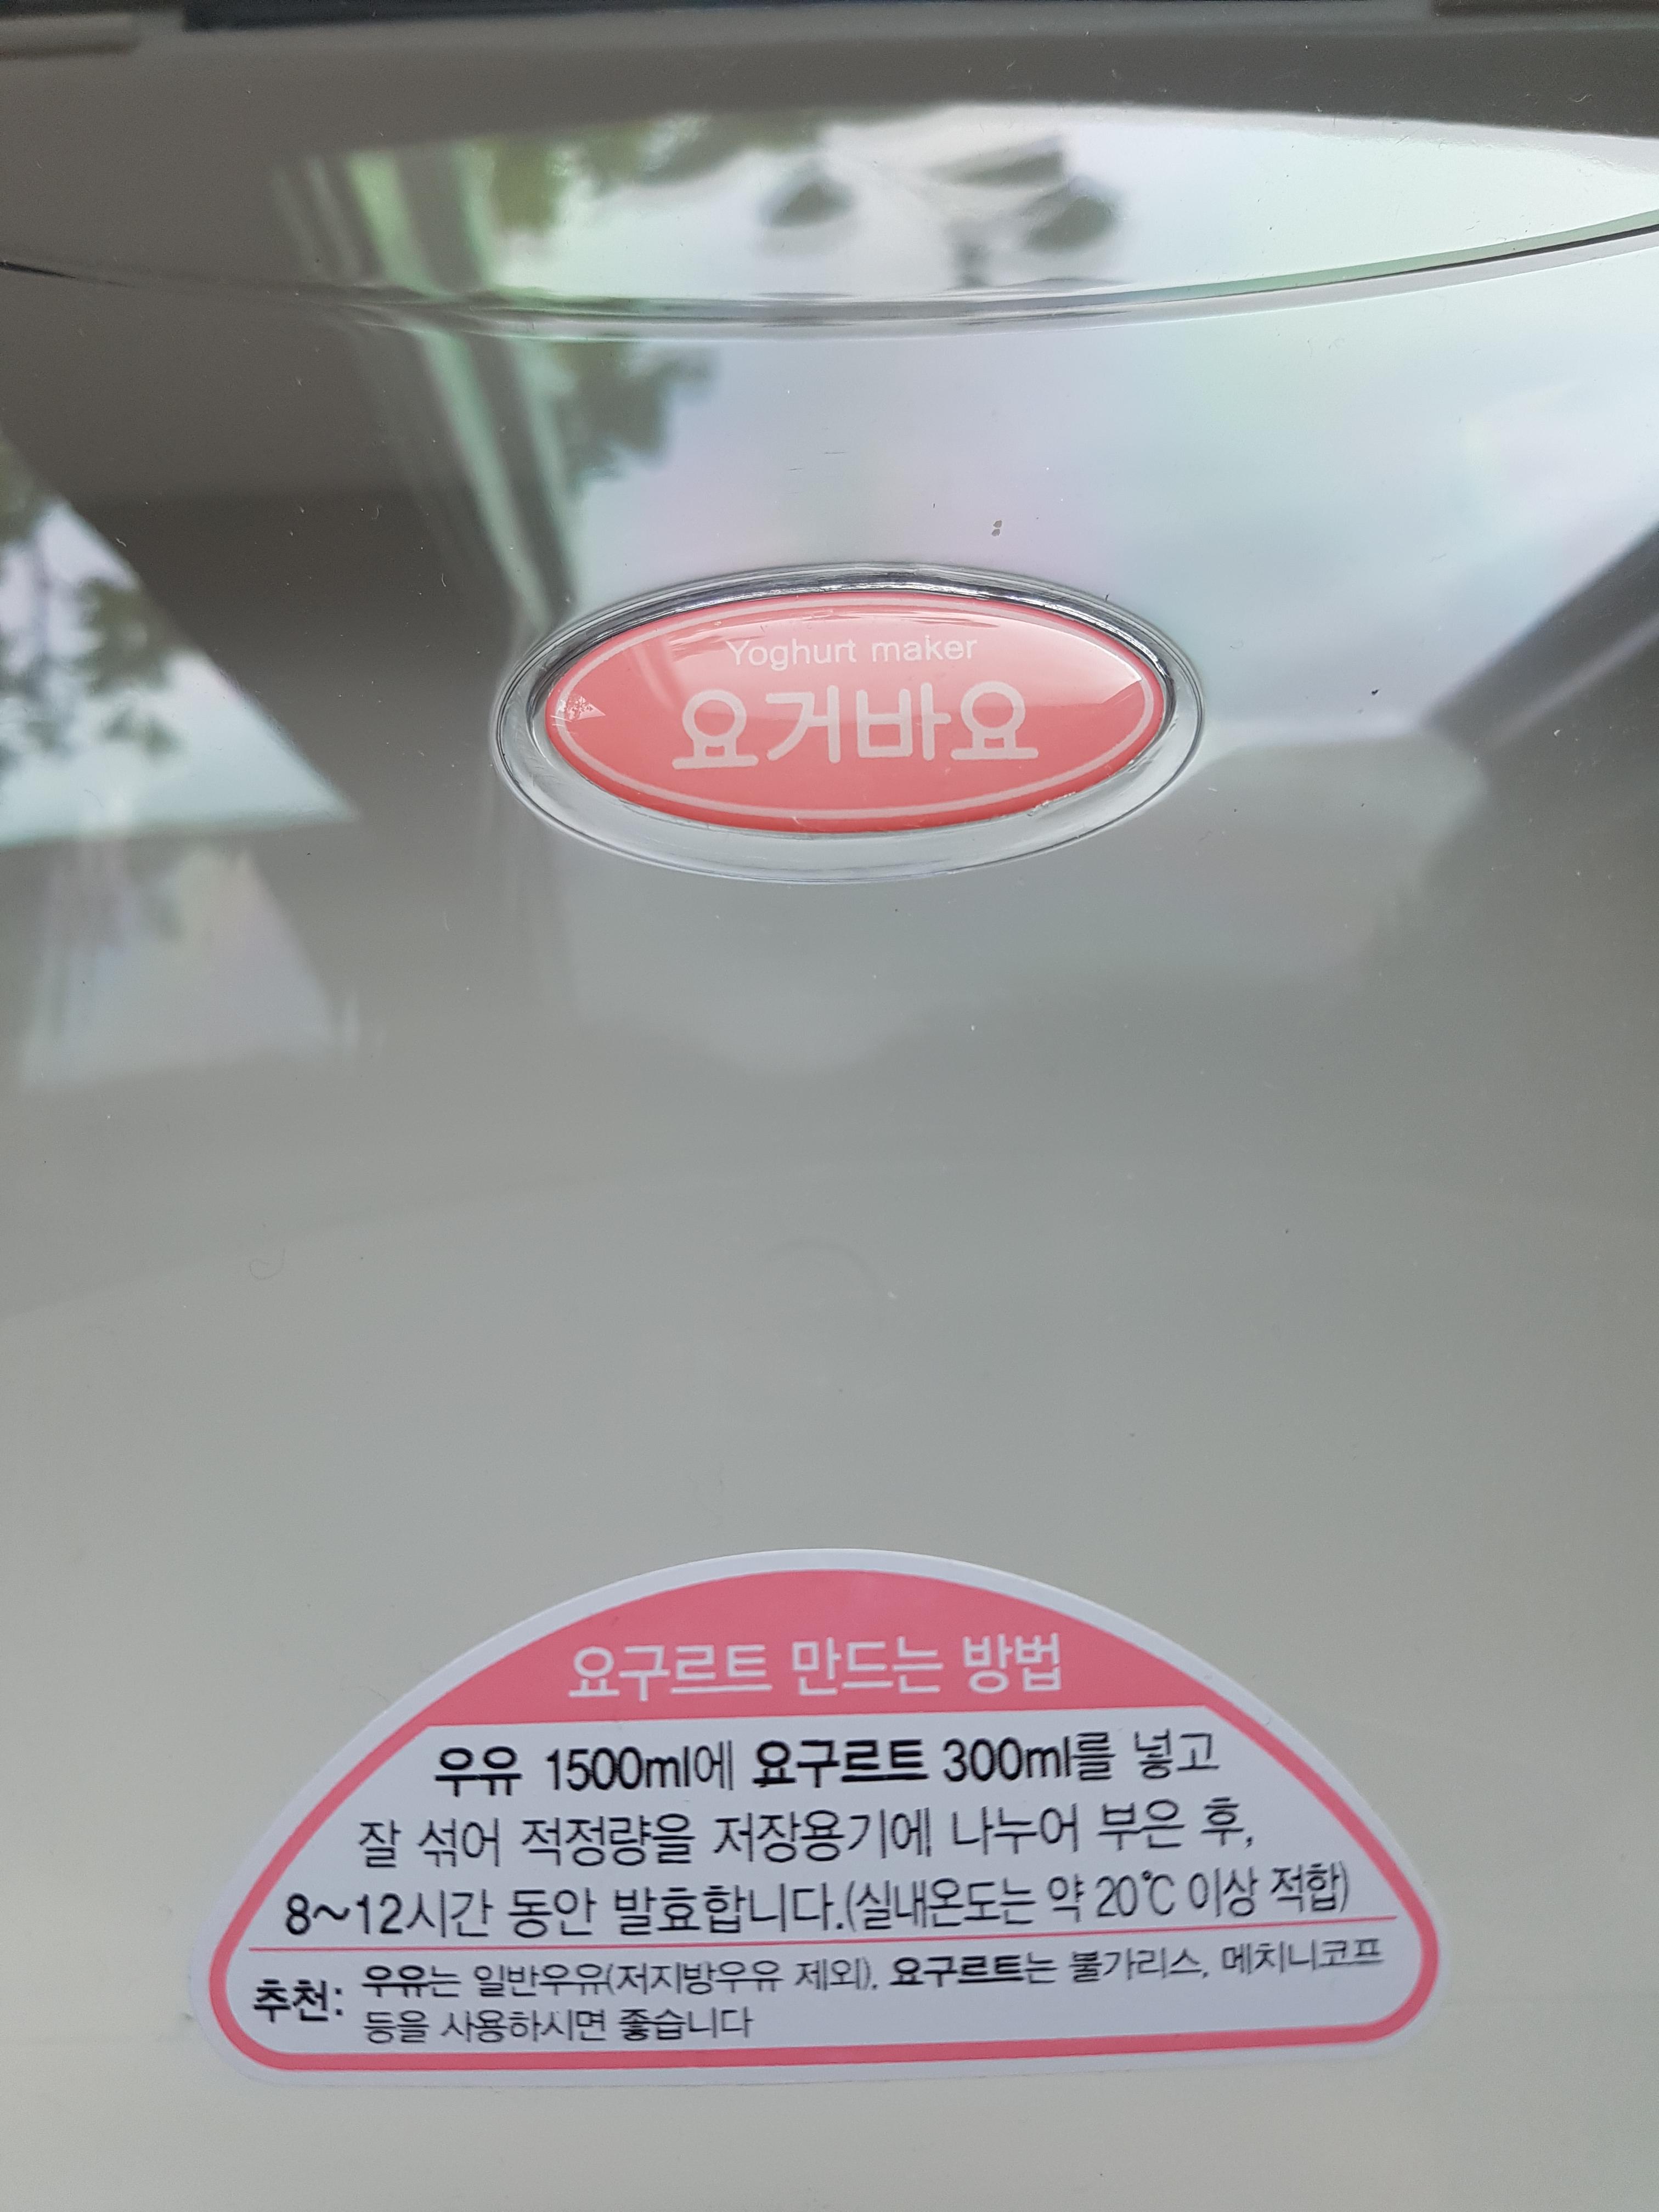 Yoghurt maker
요거바요
요구르트 만드는 방법
우유 1500ml에 요구르트 300ml를 넣고
잘 섞어 적정량을 저장용기에 나누어 부은 후,
8~12시간 동안 발효합니다.(실내온도는 약 20℃ 이상 적합)
추천: 우유는 일반우유(저지방우유 제외), 요구르트는 불가리스, 메치니코프
등을 사용하시면 좋습니다